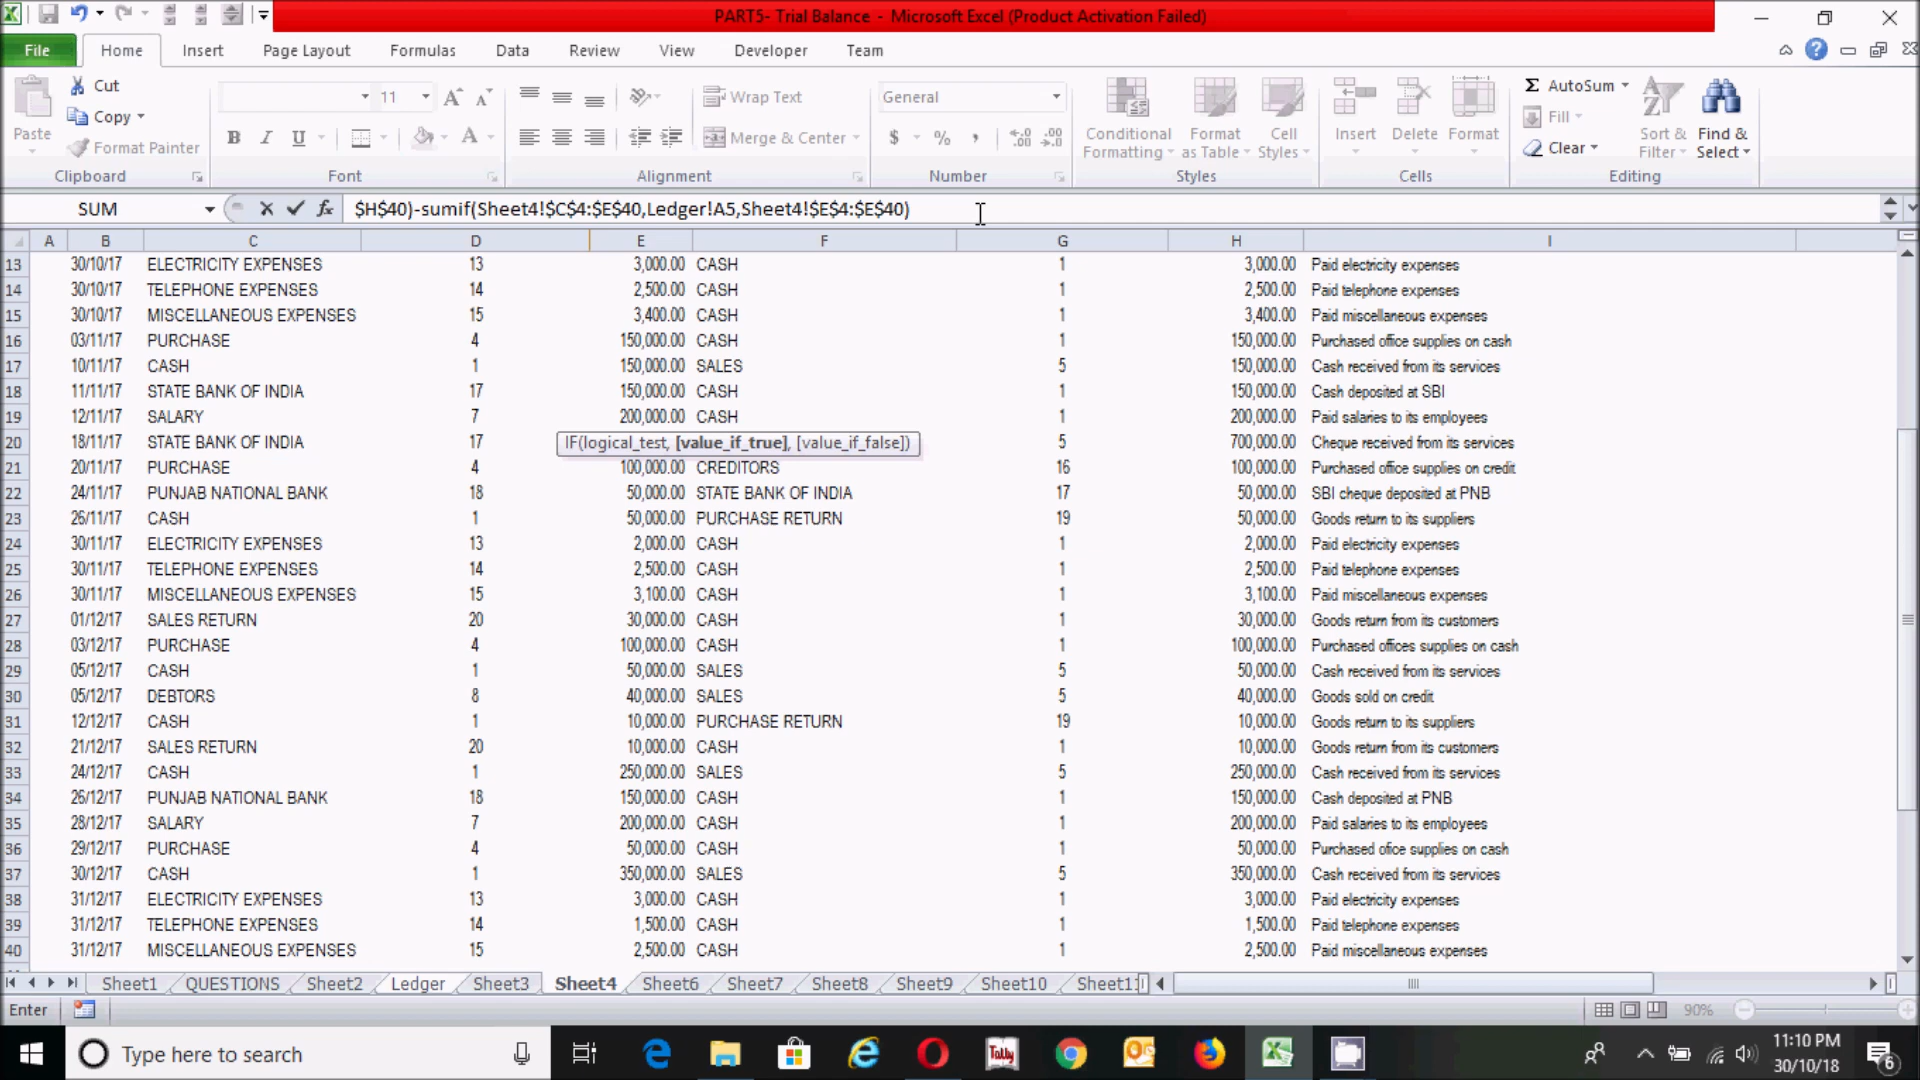 PART5- Trial Balance - Microsoft Excel (Product Activation Failed)
File Home Insert Page Layout Formulas Data Review View Developer Team
Paste Cut Copy Format Painter Clipboard
11 B I U Font
Wrap Text Merge & Center Alignment
General $ % , Number
Conditional Formatting Format as Table Cell Styles Styles
Insert Delete Format Cells
AutoSum Fill Clear Sort & Filter Find & Select Editing
SUM fx $H$40)-sumif(Sheet4!$C$4:$E$40,Ledger!A5,Sheet4!$E$4:$E$40)
A B C D E F G H I
13 30/10/17 ELECTRICITY EXPENSES 13 3,000.00 CASH 1 3,000.00 Paid electricity expenses
14 30/10/17 TELEPHONE EXPENSES 14 2,500.00 CASH 1 2,500.00 Paid telephone expenses
15 30/10/17 MISCELLANEOUS EXPENSES 15 3,400.00 CASH 1 3,400.00 Paid miscellaneous expenses
16 03/11/17 PURCHASE 4 150,000.00 CASH 1 150,000.00 Purchased office supplies on cash
17 10/11/17 CASH 1 150,000.00 SALES 5 150,000.00 Cash received from its services
18 11/11/17 STATE BANK OF INDIA 17 150,000.00 CASH 1 150,000.00 Cash deposited at SBI
19 12/11/17 SALARY 7 200,000.00 CASH 1 200,000.00 Paid salaries to its employees
20 18/11/17 STATE BANK OF INDIA 17 IF(logical_test, [value_if_true], [value_if_false]) 5 700,000.00 Cheque received from its services
21 20/11/17 PURCHASE 4 100,000.00 CREDITORS 16 100,000.00 Purchased office supplies on credit
22 24/11/17 PUNJAB NATIONAL BANK 18 50,000.00 STATE BANK OF INDIA 17 50,000.00 SBI cheque deposited at PNB
23 26/11/17 CASH 1 50,000.00 PURCHASE RETURN 19 50,000.00 Goods return to its suppliers
24 30/11/17 ELECTRICITY EXPENSES 13 2,000.00 CASH 1 2,000.00 Paid electricity expenses
25 30/11/17 TELEPHONE EXPENSES 14 2,500.00 CASH 1 2,500.00 Paid telephone expenses
26 30/11/17 MISCELLANEOUS EXPENSES 15 3,100.00 CASH 1 3,100.00 Paid miscellaneous expenses
27 01/12/17 SALES RETURN 20 30,000.00 CASH 1 30,000.00 Goods return from its customers
28 03/12/17 PURCHASE 4 100,000.00 CASH 1 100,000.00 Purchased offices supplies on cash
29 05/12/17 CASH 1 50,000.00 SALES 5 50,000.00 Cash received from its services
30 05/12/17 DEBTORS 8 40,000.00 SALES 5 40,000.00 Goods sold on credit
31 12/12/17 CASH 1 10,000.00 PURCHASE RETURN 19 10,000.00 Goods return to its suppliers
32 21/12/17 SALES RETURN 20 10,000.00 CASH 1 10,000.00 Goods return from its customers
33 24/12/17 CASH 1 250,000.00 SALES 5 250,000.00 Cash received from its services
34 26/12/17 PUNJAB NATIONAL BANK 18 150,000.00 CASH 1 150,000.00 Cash deposited at PNB
35 28/12/17 SALARY 7 200,000.00 CASH 1 200,000.00 Paid salaries to its employees
36 29/12/17 PURCHASE 4 50,000.00 CASH 1 50,000.00 Purchased ofice supplies on cash
37 30/12/17 CASH 1 350,000.00 SALES 5 350,000.00 Cash received from its services
38 31/12/17 ELECTRICITY EXPENSES 13 3,000.00 CASH 1 3,000.00 Paid electricity expenses
39 31/12/17 TELEPHONE EXPENSES 14 1,500.00 CASH 1 1,500.00 Paid telephone expenses
40 31/12/17 MISCELLANEOUS EXPENSES 15 2,500.00 CASH 1 2,500.00 Paid miscellaneous expenses
Sheet1 QUESTIONS Sheet2 Ledger Sheet3 Sheet4 Sheet6 Sheet7 Sheet8 Sheet9 Sheet10 Sheet1
Enter 90%
Type here to search Tally 11:10 PM
30/10/18 6